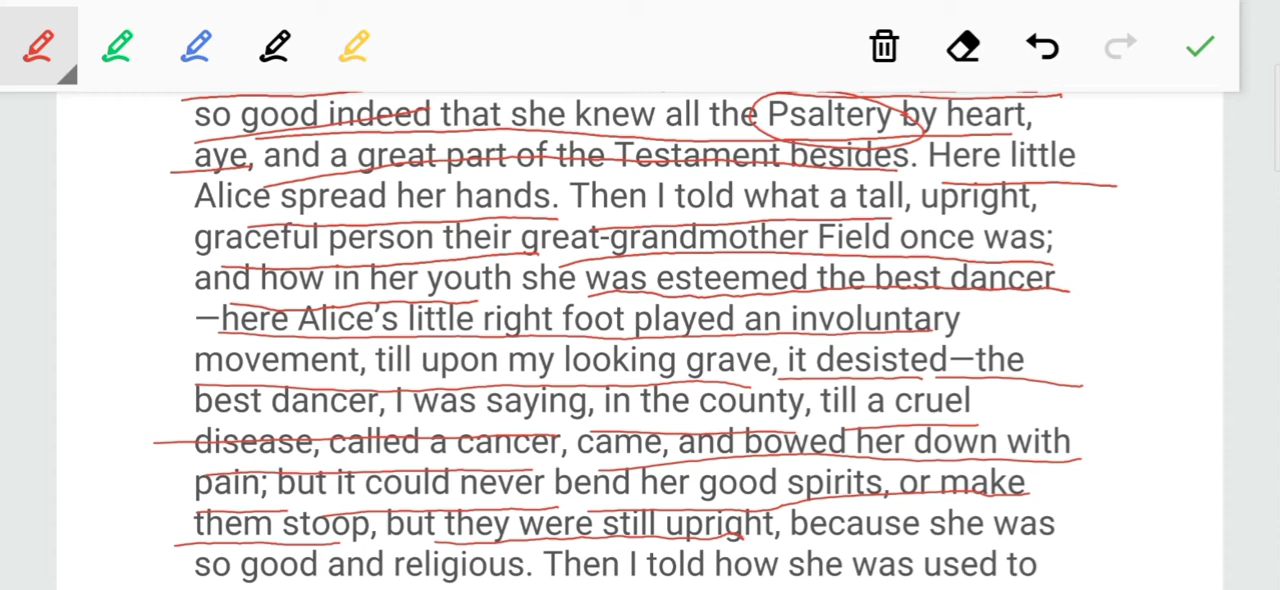 so good indeed that she knew all the Psaltery by heart,
aye, and a great part of the Testament besides. Here little
Alice spread her hands. Then I told what a tall, upright,
graceful person their great-grandmother Field once was;
and how in her youth she was esteemed the best dancer
—here Alice’s little right foot played an involuntary
movement, till upon my looking grave, it desisted—the
best dancer, I was saying, in the county, till a cruel
disease, called a cancer, came, and bowed her down with
pain; but it could never bend her good spirits, or make
them stoop, but they were still upright, because she was
so good and religious. Then I told how she was used to